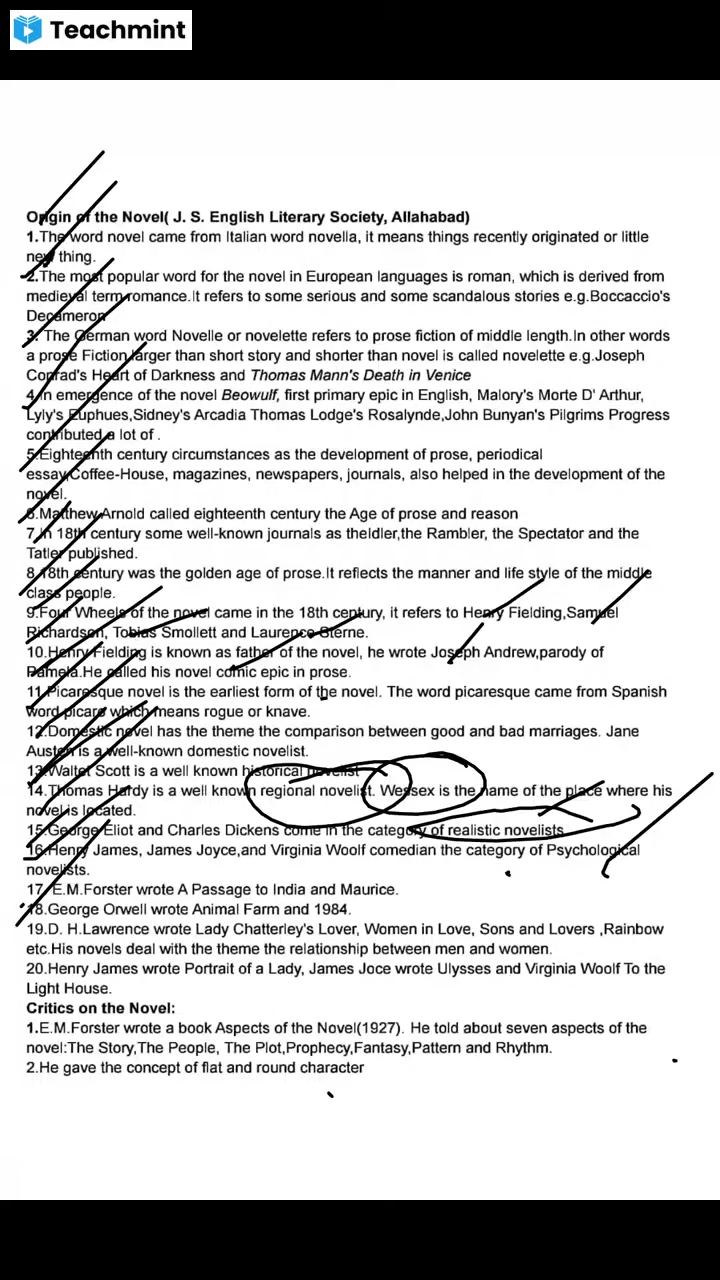 Teachmint
Origin of the Novel( J. S. English Literary Society, Allahabad)
1.The word novel came from Italian word novella, it means things recently originated or little
new thing.
2.The most popular word for the novel in European languages is roman, which is derived from
medieval term romance.It refers to some serious and some scandalous stories e.g.Boccaccio's
Decameron
3. The German word Novelle or novelette refers to prose fiction of middle length.In other words
a prose Fiction larger than short story and shorter than novel is called novelette e.g.Joseph
Conrad's Heart of Darkness and Thomas Mann's Death in Venice
4.In emergence of the novel Beowulf, first primary epic in English, Malory's Morte D' Arthur,
Lyly's Euphues,Sidney's Arcadia Thomas Lodge's Rosalynde,John Bunyan's Pilgrims Progress
contributed a lot of .
5.Eighteenth century circumstances as the development of prose, periodical
essay,Coffee-House, magazines, newspapers, journals, also helped in the development of the
novel.
6.Matthew Arnold called eighteenth century the Age of prose and reason
7.In 18th century some well-known journals as theIdler,the Rambler, the Spectator and the
Tatler published.
8.18th century was the golden age of prose.It reflects the manner and life style of the middle
class people.
9.Four Wheels of the novel came in the 18th century, it refers to Henry Fielding,Samuel
Richardson, Tobias Smollett and Laurence Sterne.
10.Henry Fielding is known as father of the novel, he wrote Joseph Andrew,parody of
Pamela.He called his novel comic epic in prose.
11.Picaresque novel is the earliest form of the novel. The word picaresque came from Spanish
word picaro which means rogue or knave.
12.Domestic novel has the theme the comparison between good and bad marriages. Jane
Austen is a well-known domestic novelist.
13.Walter Scott is a well known historical novelist
14.Thomas Hardy is a well known regional novelist. Wessex is the name of the place where his
novel is located.
15.George Eliot and Charles Dickens come in the category of realistic novelists
16.Henry James, James Joyce,and Virginia Woolf comedian the category of Psychological
novelists.
17. E.M.Forster wrote A Passage to India and Maurice.
18.George Orwell wrote Animal Farm and 1984.
19.D. H.Lawrence wrote Lady Chatterley's Lover, Women in Love, Sons and Lovers ,Rainbow
etc.His novels deal with the theme the relationship between men and women.
20.Henry James wrote Portrait of a Lady, James Joce wrote Ulysses and Virginia Woolf To the
Light House.
Critics on the Novel:
1.E.M.Forster wrote a book Aspects of the Novel(1927). He told about seven aspects of the
novel:The Story,The People, The Plot,Prophecy,Fantasy,Pattern and Rhythm.
2.He gave the concept of flat and round character